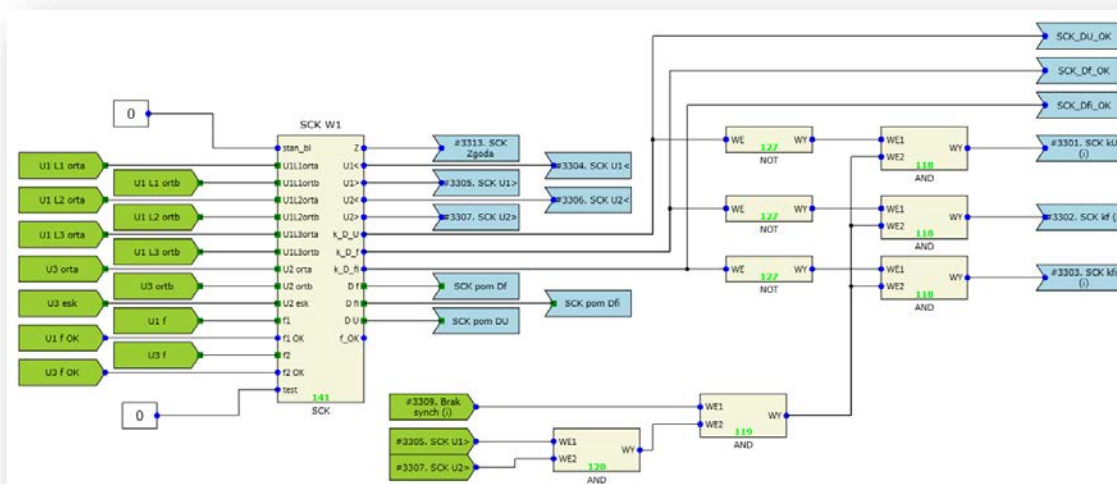 SCK_DU_OK
SCK_Df_OK
SCK_Dfi_OK
0
SCK W1
stan_bl
Z
#3313. SCK
Zgoda
U1 L1 orta
U1L1orta
U1<
#3304. SCK U1<
U1 L1 ortb
U1L1ortb
U1>
#3305. SCK U1>
U1 L2 orta
U1L2orta
U2<
#3306. SCK U2<
U1 L2 ortb
U1L2ortb
U2>
#3307. SCK U2>
U1 L3 orta
U1L3orta
k_D_U
U1 L3 ortb
U1L3ortb
k_D_f
U3 orta
U2 orta
k_D_fi
U3 ortb
U2 ortb
D f
SCK pom Df
U3 esk
U2 esk
D fi
SCK pom Dfi
U1 f
f1
D U
SCK pom DU
U1 f OK
f1 OK
f_OK
U3 f
f2
U3 f OK
f2 OK
0
test
141
SCK
WE
WY
127
NOT
WE1
WE2
WY
118
AND
#3301. SCK kU
(i)
WE
WY
127
NOT
WE1
WE2
WY
118
AND
#3302. SCK kf (
WE
WY
127
NOT
WE1
WE2
WY
118
AND
#3303. SCK kf
(i)
#3309. Brak
synch (i)
WE1
WE2
WY
119
AND
#3305. SCK U1>
#3307. SCK U2>
WE1
WE2
WY
120
AND